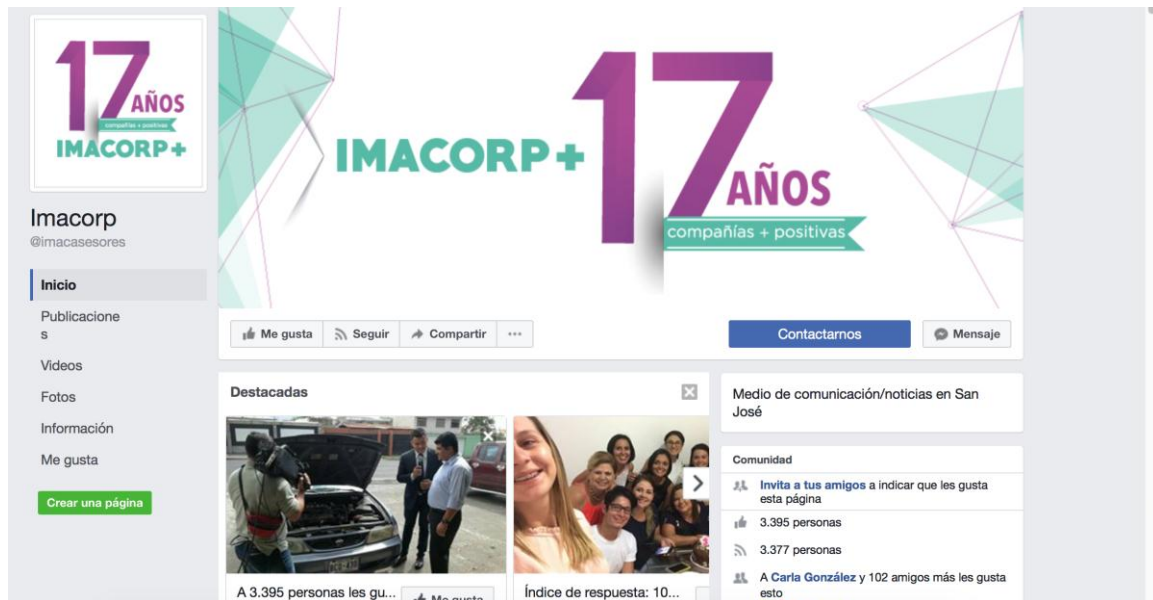 17
AÑOS
compañías + positivas
IMACORP+
Imacorp
@imacasesores
Inicio
Publicacione
s
Videos
Fotos
Información
Me gusta
Crear una página
IMACORP+
17
AÑOS
compañías + positivas
Me gusta
Seguir
Compartir
Contactarnos
Mensaje
Destacadas
A 3.395 personas les gu...
Me gusta
Índice de respuesta: 10...
Medio de comunicación/noticias en San
José
Comunidad
Invita a tus amigos a indicar que les gusta
esta página
3.395 personas
3.377 personas
A Carla González y 102 amigos más les gusta
esto